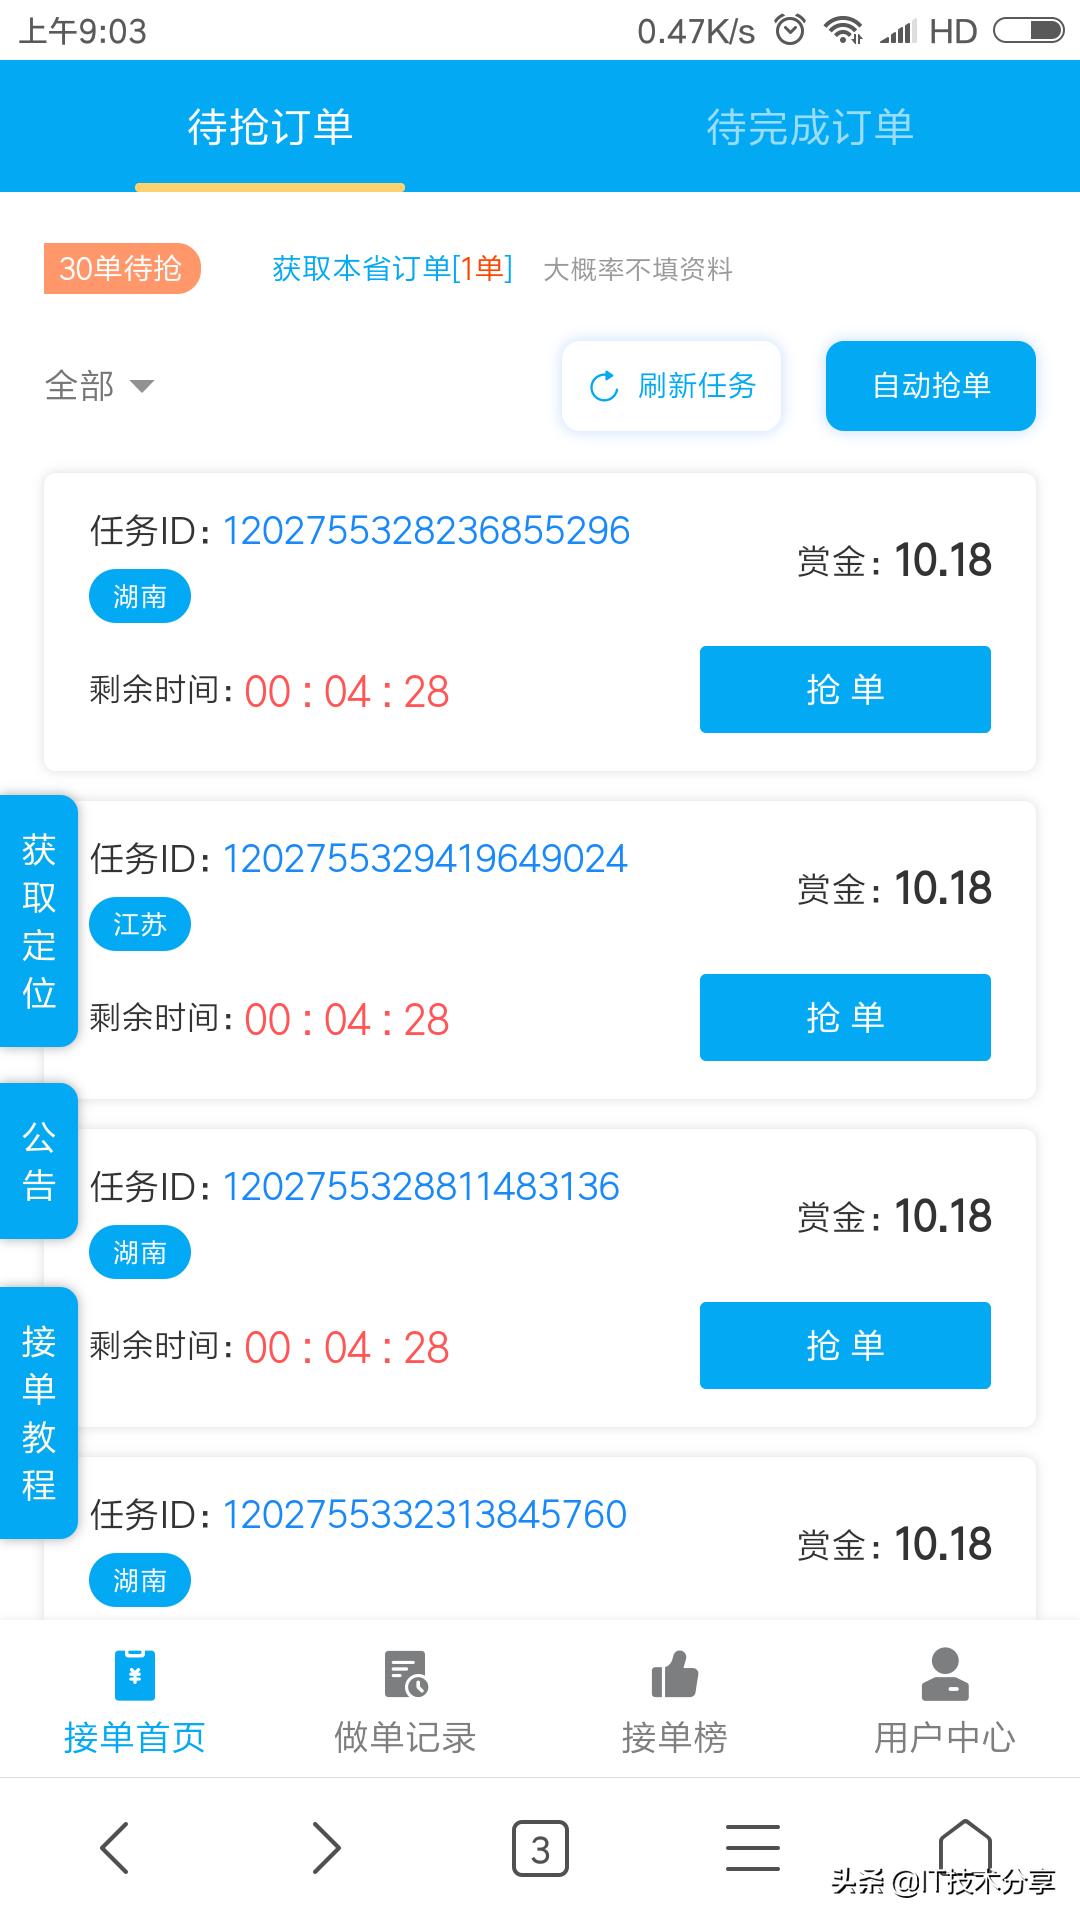 上午9:03
0.47K/s HD
待抢订单 待完成订单
30单待抢 获取本省订单[1单] 大概率不填资料
全部 刷新任务 自动抢单
任务ID: 1202755328236855296
赏金: 10.18
湖南
剩余时间: 00 : 04 : 28
抢 单
任务ID: 1202755329419649024
赏金: 10.18
江苏
剩余时间: 00 : 04 : 28
抢 单
任务ID: 1202755328811483136
赏金: 10.18
湖南
剩余时间: 00 : 04 : 28
抢 单
任务ID: 1202755332313845760
赏金: 10.18
湖南
获取定位
公告
接单教程
¥
接单首页 做单记录 接单榜 用户中心
3
头条 @IT技术分享